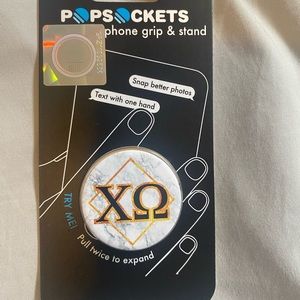 POPSOCKETS
phone grip & stand
Snap better photos
Text with one hand
ΧΩ
TRY ME!
Pull twice to expand